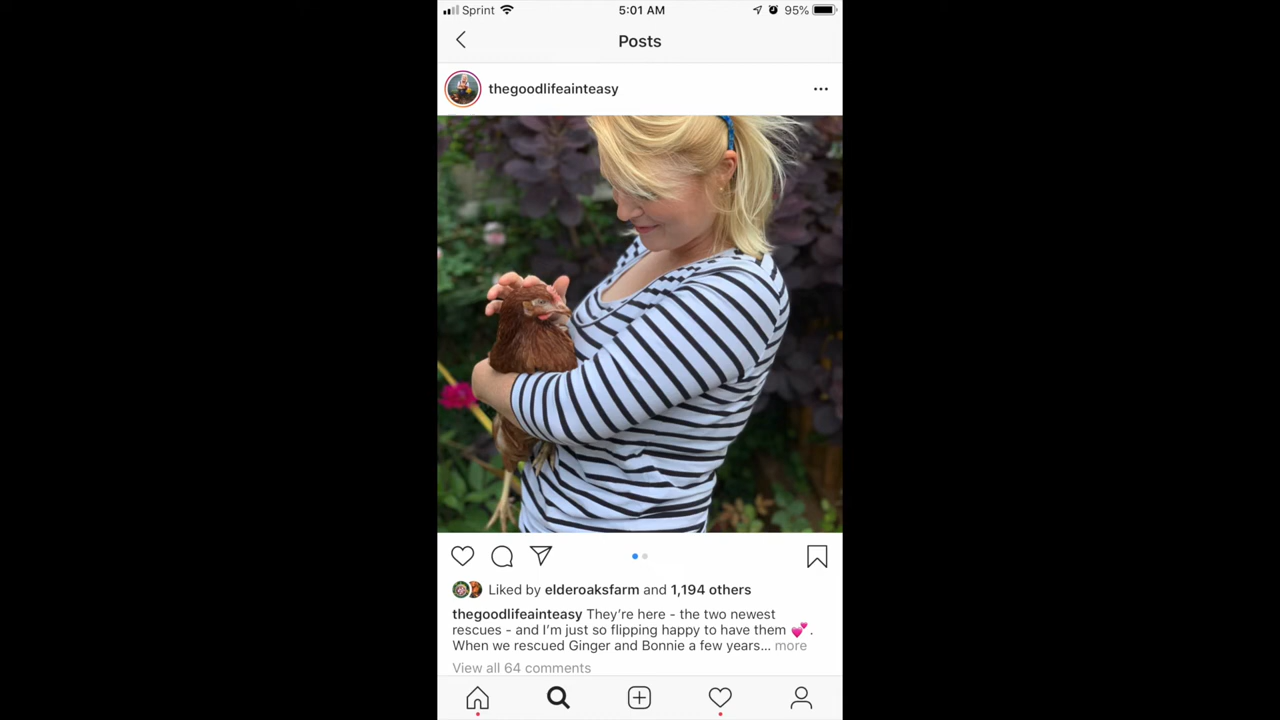 Sprint 5:01 AM 95%
Posts
thegoodlifeainteasy
Liked by elderoaksfarm and 1,194 others
thegoodlifeainteasy They’re here - the two newest
rescues - and I’m just so flipping happy to have them 💕.
When we rescued Ginger and Bonnie a few years... more
View all 64 comments